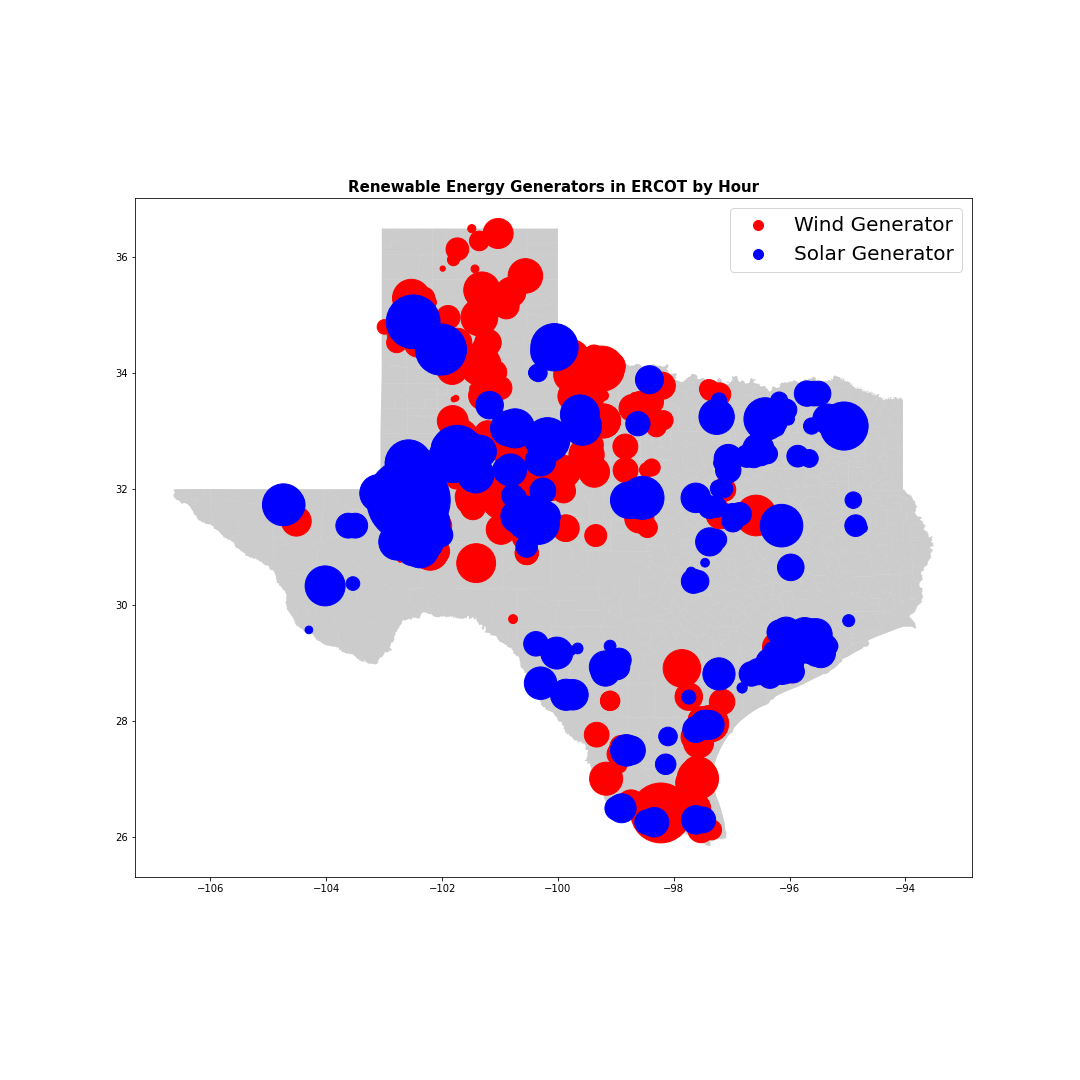 Renewable Energy Generators in ERCOT by Hour
Wind Generator
Solar Generator
36
34
32
30
28
26
−106 −104 −102 −100 −98 −96 −94